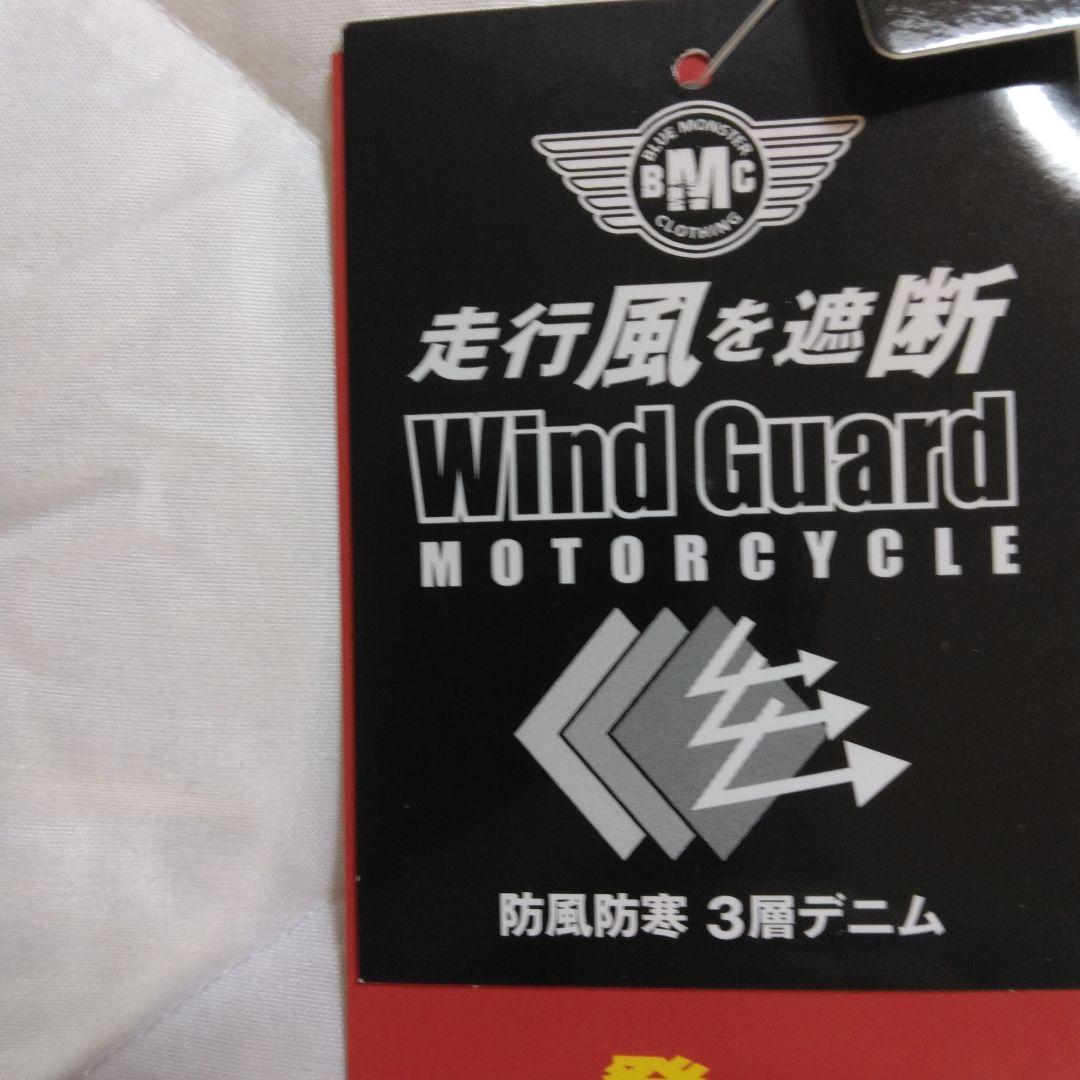 BLUE MONSTER
BMC
CLOTHING
走行風を遮断
Wind Guard
MOTORCYCLE
防風防寒 3層デニム